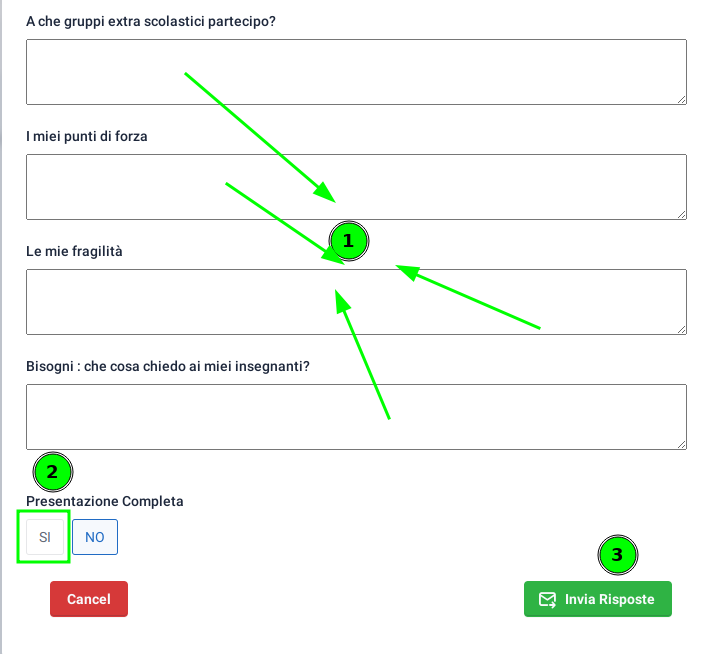 A che gruppi extra scolastici partecipo?
I miei punti di forza
1
Le mie fragilità
Bisogni : che cosa chiedo ai miei insegnanti?
2
Presentazione Completa
SI NO
3
Cancel Invia Risposte